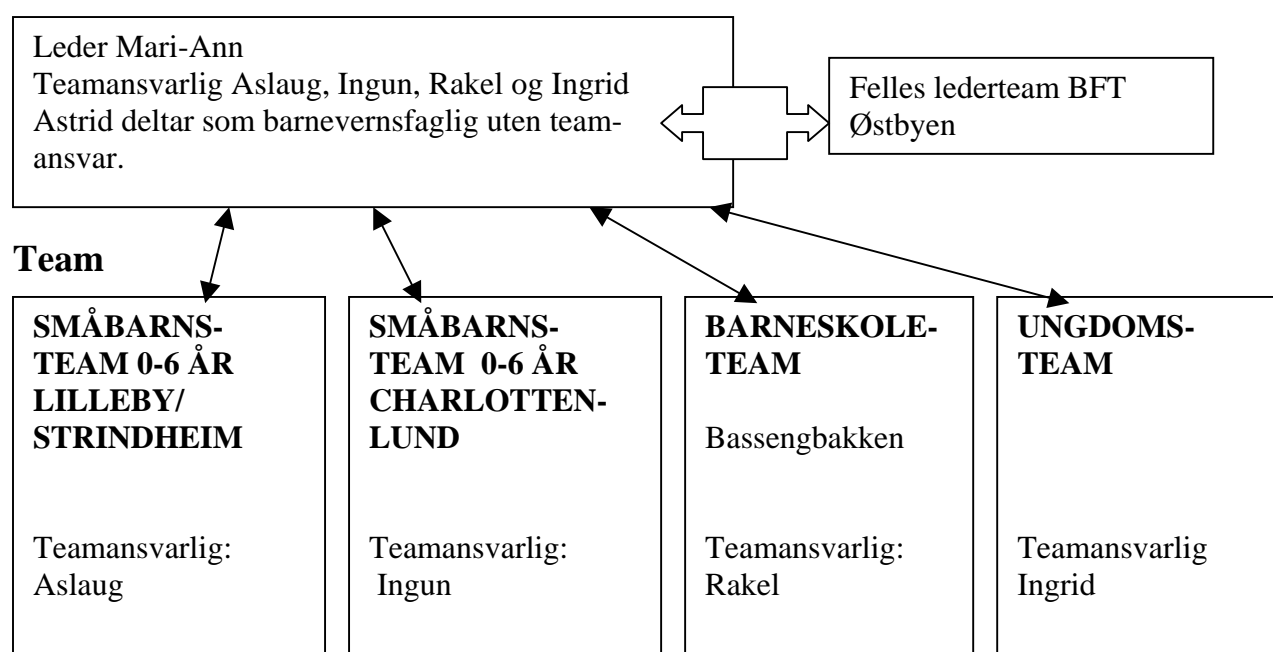 Leder Mari-Ann
Teamansvarlig Aslaug, Ingun, Rakel og Ingrid
Astrid deltar som barnevernsfaglig uten team-
ansvar.
Felles lederteam BFT
Østbyen
Team
SMÅBARNS-
TEAM 0-6 ÅR
LILLEBY/
STRINDHEIM
Teamansvarlig:
Aslaug
SMÅBARNS-
TEAM  0-6 ÅR
CHARLOTTEN-
LUND
Teamansvarlig:
Ingun
BARNESKOLE-
TEAM
Bassengbakken
Teamansvarlig:
Rakel
UNGDOMS-
TEAM
Teamansvarlig
Ingrid